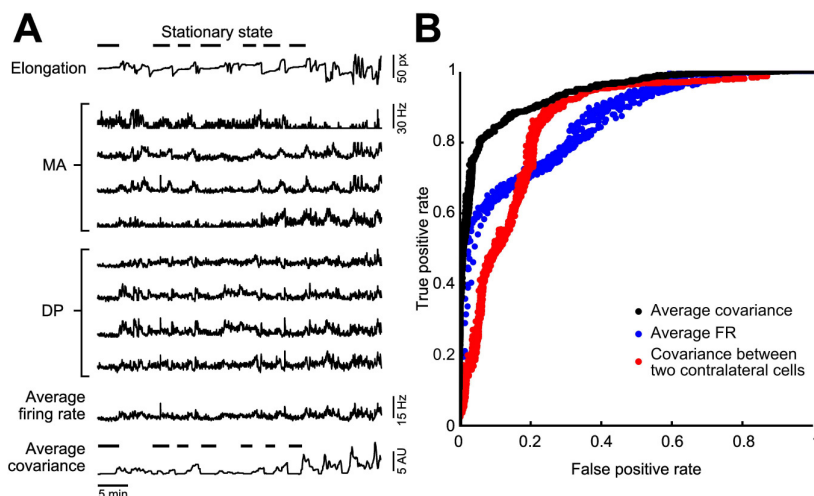 A
Stationary state
Elongation
50 px
30 Hz
MA
DP
Average
firing rate
15 Hz
Average
covariance
5 AU
5 min
B
1
0.8
0.6
0.4
0.2
0
True positive rate
0
0.2
0.4
0.6
0.8
1
False positive rate
Average covariance
Average FR
Covariance between
two contralateral cells